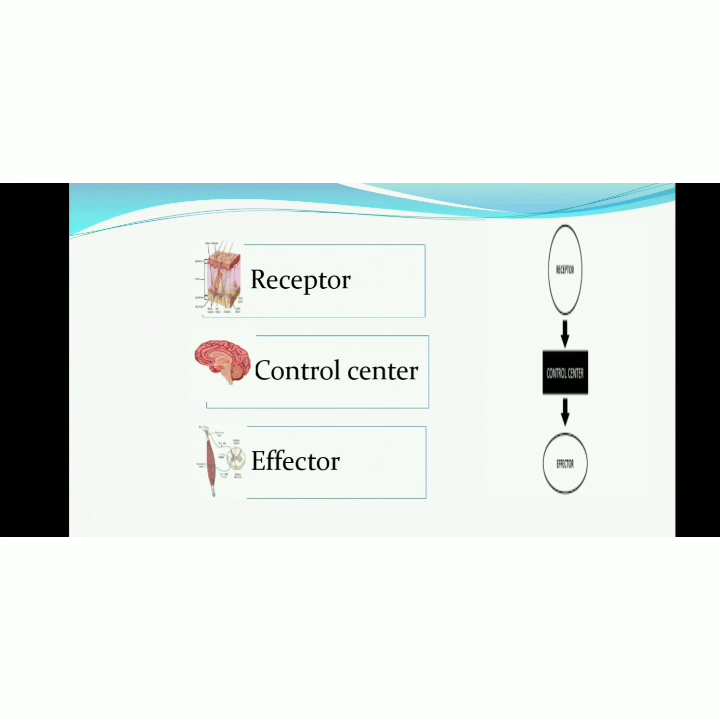 Receptor
Control center
Effector
RECEPTOR
CONTROL CENTER
EFFECTOR